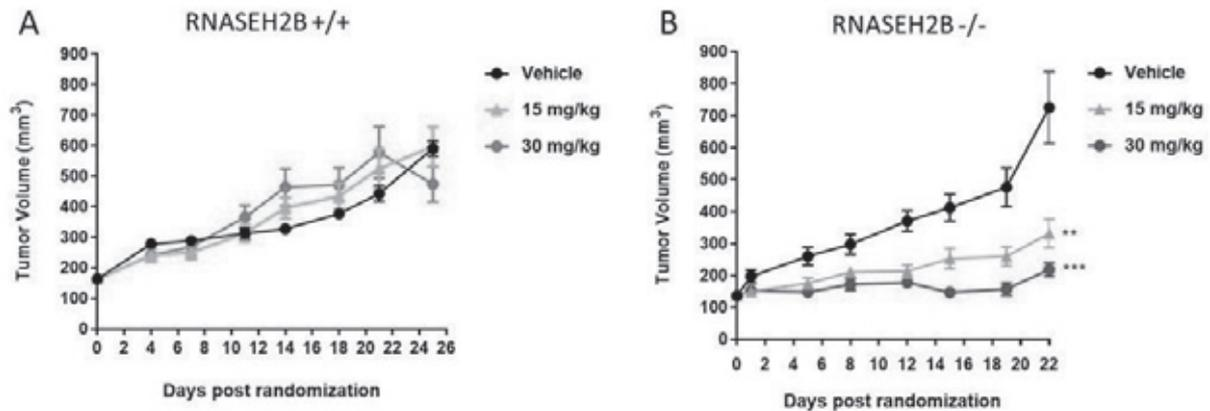 A
RNASEH2B +/+
900
800
700
600
500
400
300
200
100
0
Tumor Volume (mm³)
0 2 4 6 8 10 12 14 16 18 20 22 24 26
Days post randomization
Vehicle
15 mg/kg
30 mg/kg
B
RNASEH2B -/-
900
800
700
600
500
400
300
200
100
0
Tumor Volume (mm³)
0 2 4 6 8 10 12 14 16 18 20 22
Days post randomization
Vehicle
15 mg/kg
30 mg/kg
**
***